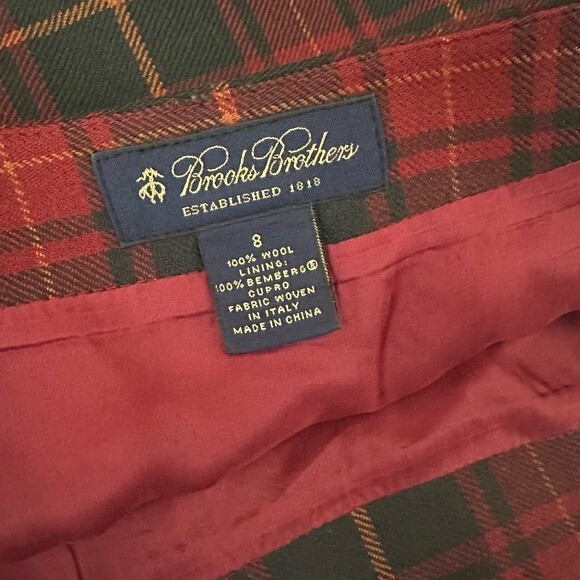 Brooks Brothers
ESTABLISHED 1818
8
100% WOOL
LINING:
100% BEMBERG®
CUPRO
FABRIC WOVEN
IN ITALY
MADE IN CHINA